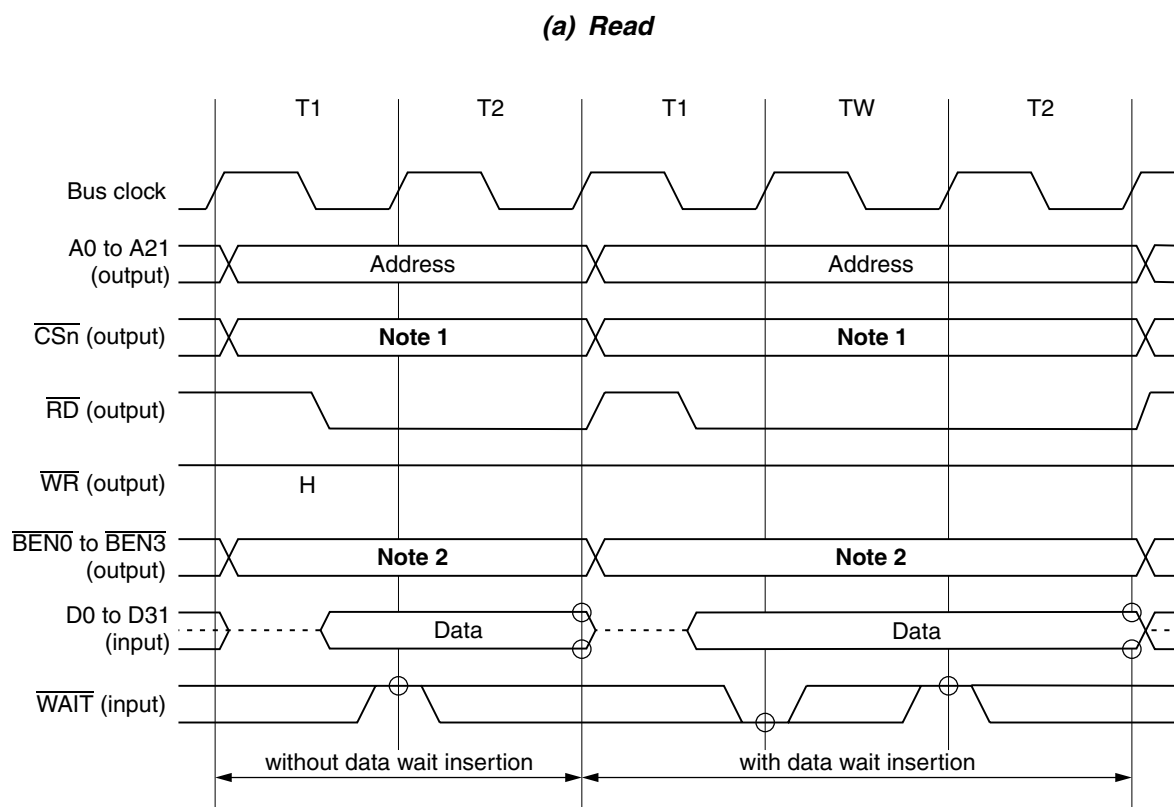 (a) Read
T1 T2 T1 TW T2
Bus clock
A0 to A21
(output)
Address Address
CSn (output)
Note 1 Note 1
RD (output)
WR (output)
H
BEN0 to BEN3
(output)
Note 2 Note 2
D0 to D31
(input)
Data Data
WAIT (input)
without data wait insertion with data wait insertion